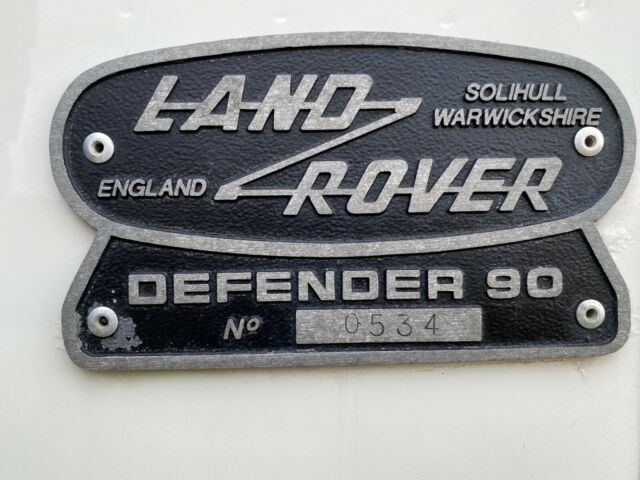 LAND
ROVER
SOLIHULL
WARWICKSHIRE
ENGLAND
DEFENDER 90
Nº 0534